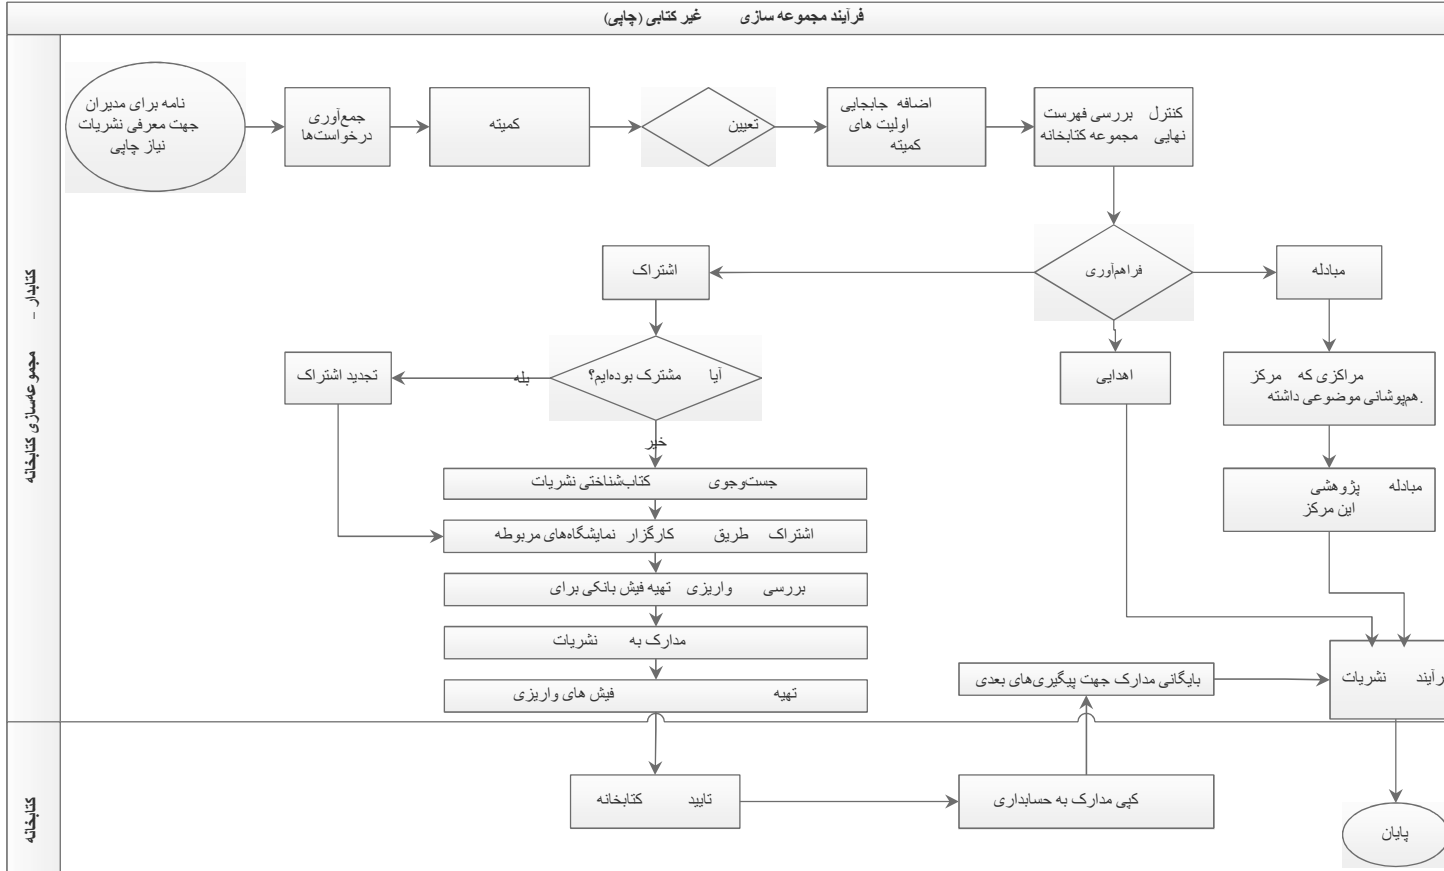 فرآیند مجموعه سازی غیر کتابی (چاپی)
کتابدار - مجموعه‌سازی کتابخانه
نامه برای مدیران
جهت معرفی نشریات
نیاز چاپی
جمع‌آوری
درخواست‌ها
کمیته
تعیین
اضافه جابجایی
اولیت های
کمیته
کنترل بررسی فهرست
نهایی مجموعه کتابخانه
فراهم‌آوری
مبادله
اشتراک
اهدایی
مراکزی که مرکز
هم‌پوشانی موضوعی داشته.
مبادله پژوهشی
این مرکز
آیا مشترک بوده‌ایم؟
بله
تجدید اشتراک
خیر
جست‌وجوی کتاب‌شناختی نشریات
اشتراک طریق کارگزار نمایشگاه‌های مربوطه
بررسی واریزی تهیه فیش بانکی برای
مدارک به نشریات
تهیه فیش های واریزی
بایگانی مدارک جهت پیگیری‌های بعدی
رآیند نشریات
کتابخانه
تایید کتابخانه
کپی مدارک به حسابداری
پایان